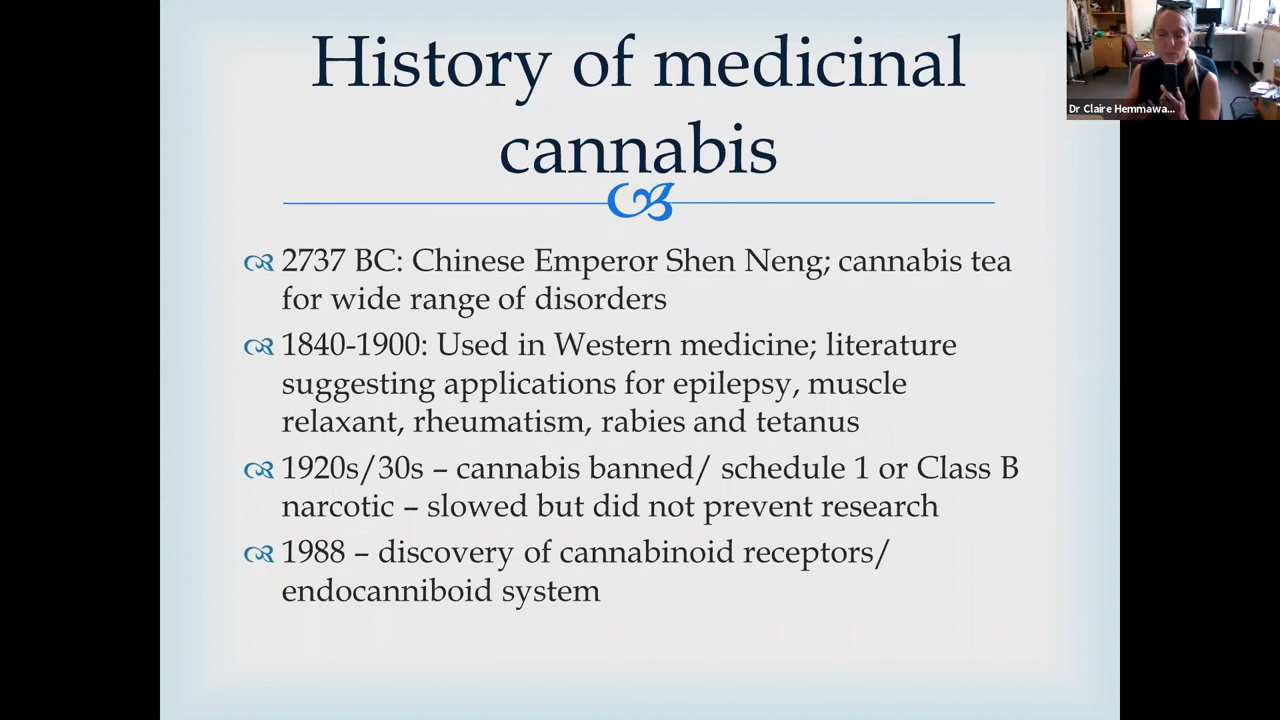 History of medicinal
cannabis
2737 BC: Chinese Emperor Shen Neng; cannabis tea
for wide range of disorders
1840-1900: Used in Western medicine; literature
suggesting applications for epilepsy, muscle
relaxant, rheumatism, rabies and tetanus
1920s/30s – cannabis banned/ schedule 1 or Class B
narcotic – slowed but did not prevent research
1988 – discovery of cannabinoid receptors/
endocanniboid system
Dr Claire Hemmawa...